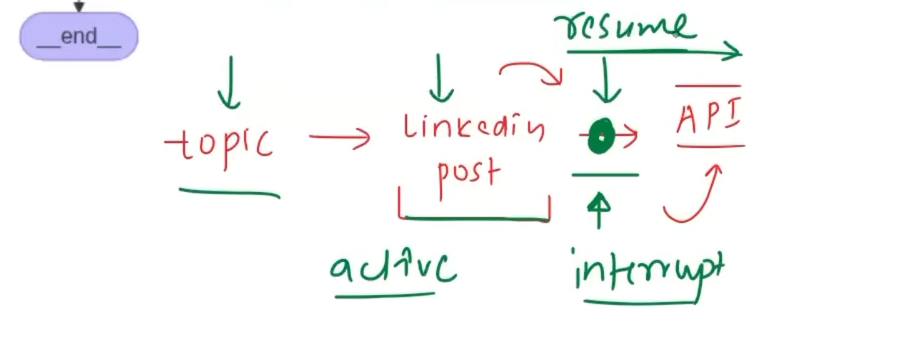 __end__
resume
topic → Linkedin post → API
active
interrupt